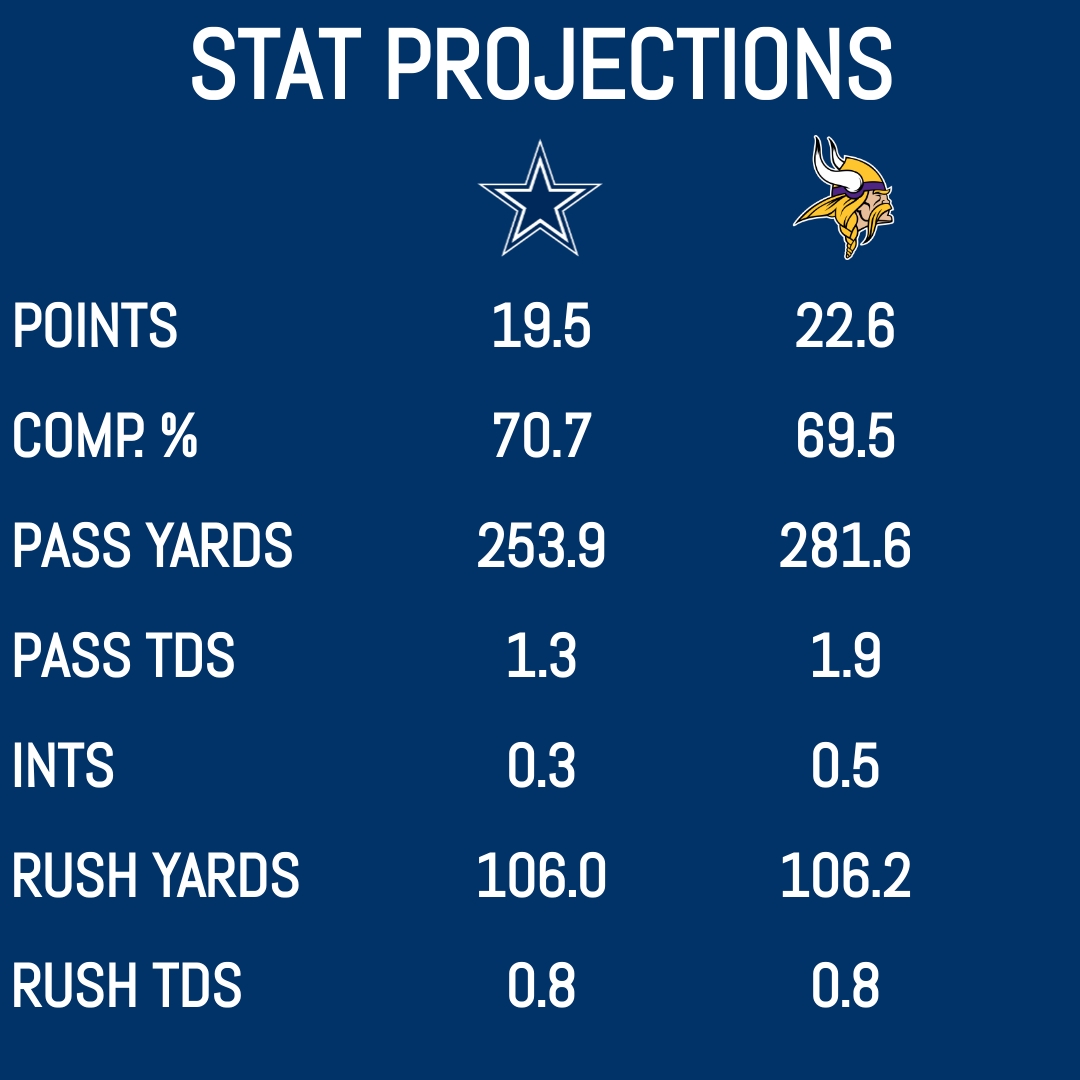 STAT PROJECTIONS
POINTS 19.5 22.6
COMP. % 70.7 69.5
PASS YARDS 253.9 281.6
PASS TDS 1.3 1.9
INTS 0.3 0.5
RUSH YARDS 106.0 106.2
RUSH TDS 0.8 0.8